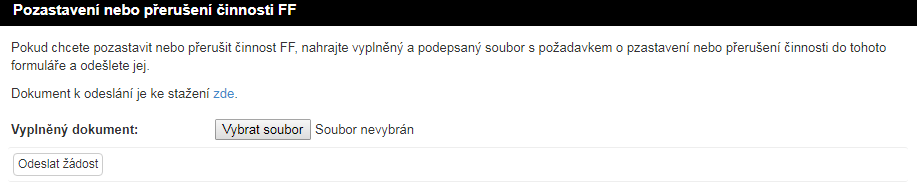 Pozastavení nebo přerušení činnosti FF
Pokud chcete pozastavit nebo přerušit činnost FF, nahrajte vyplněný a podepsaný soubor s požadavkem o pzastavení nebo přerušení činnosti do tohoto
formuláře a odešlete jej.
Dokument k odeslání je ke stažení zde.
Vyplněný dokument: Vybrat soubor Soubor nevybrán
Odeslat žádost